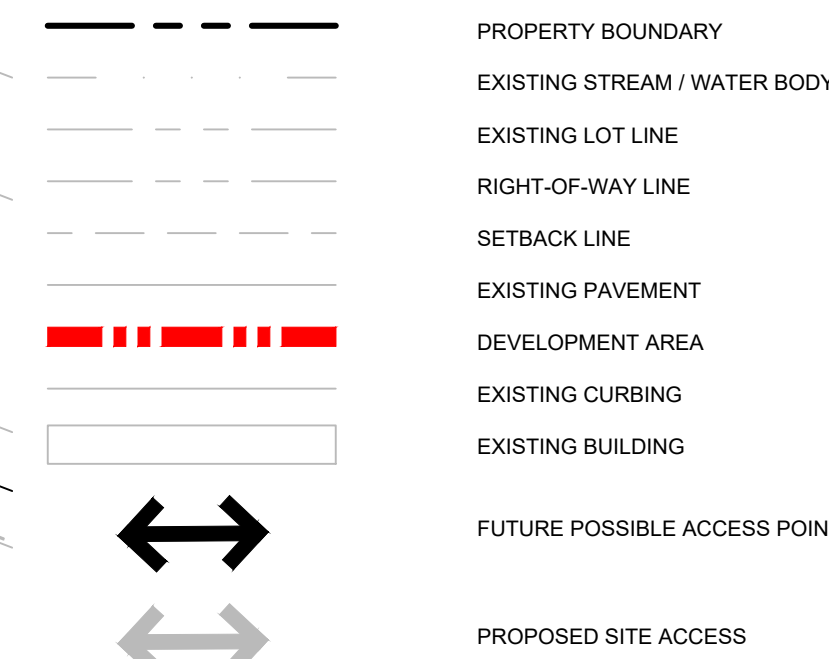 PROPERTY BOUNDARY
EXISTING STREAM / WATER BODY
EXISTING LOT LINE
RIGHT-OF-WAY LINE
SETBACK LINE
EXISTING PAVEMENT
DEVELOPMENT AREA
EXISTING CURBING
EXISTING BUILDING
FUTURE POSSIBLE ACCESS POIN
PROPOSED SITE ACCESS